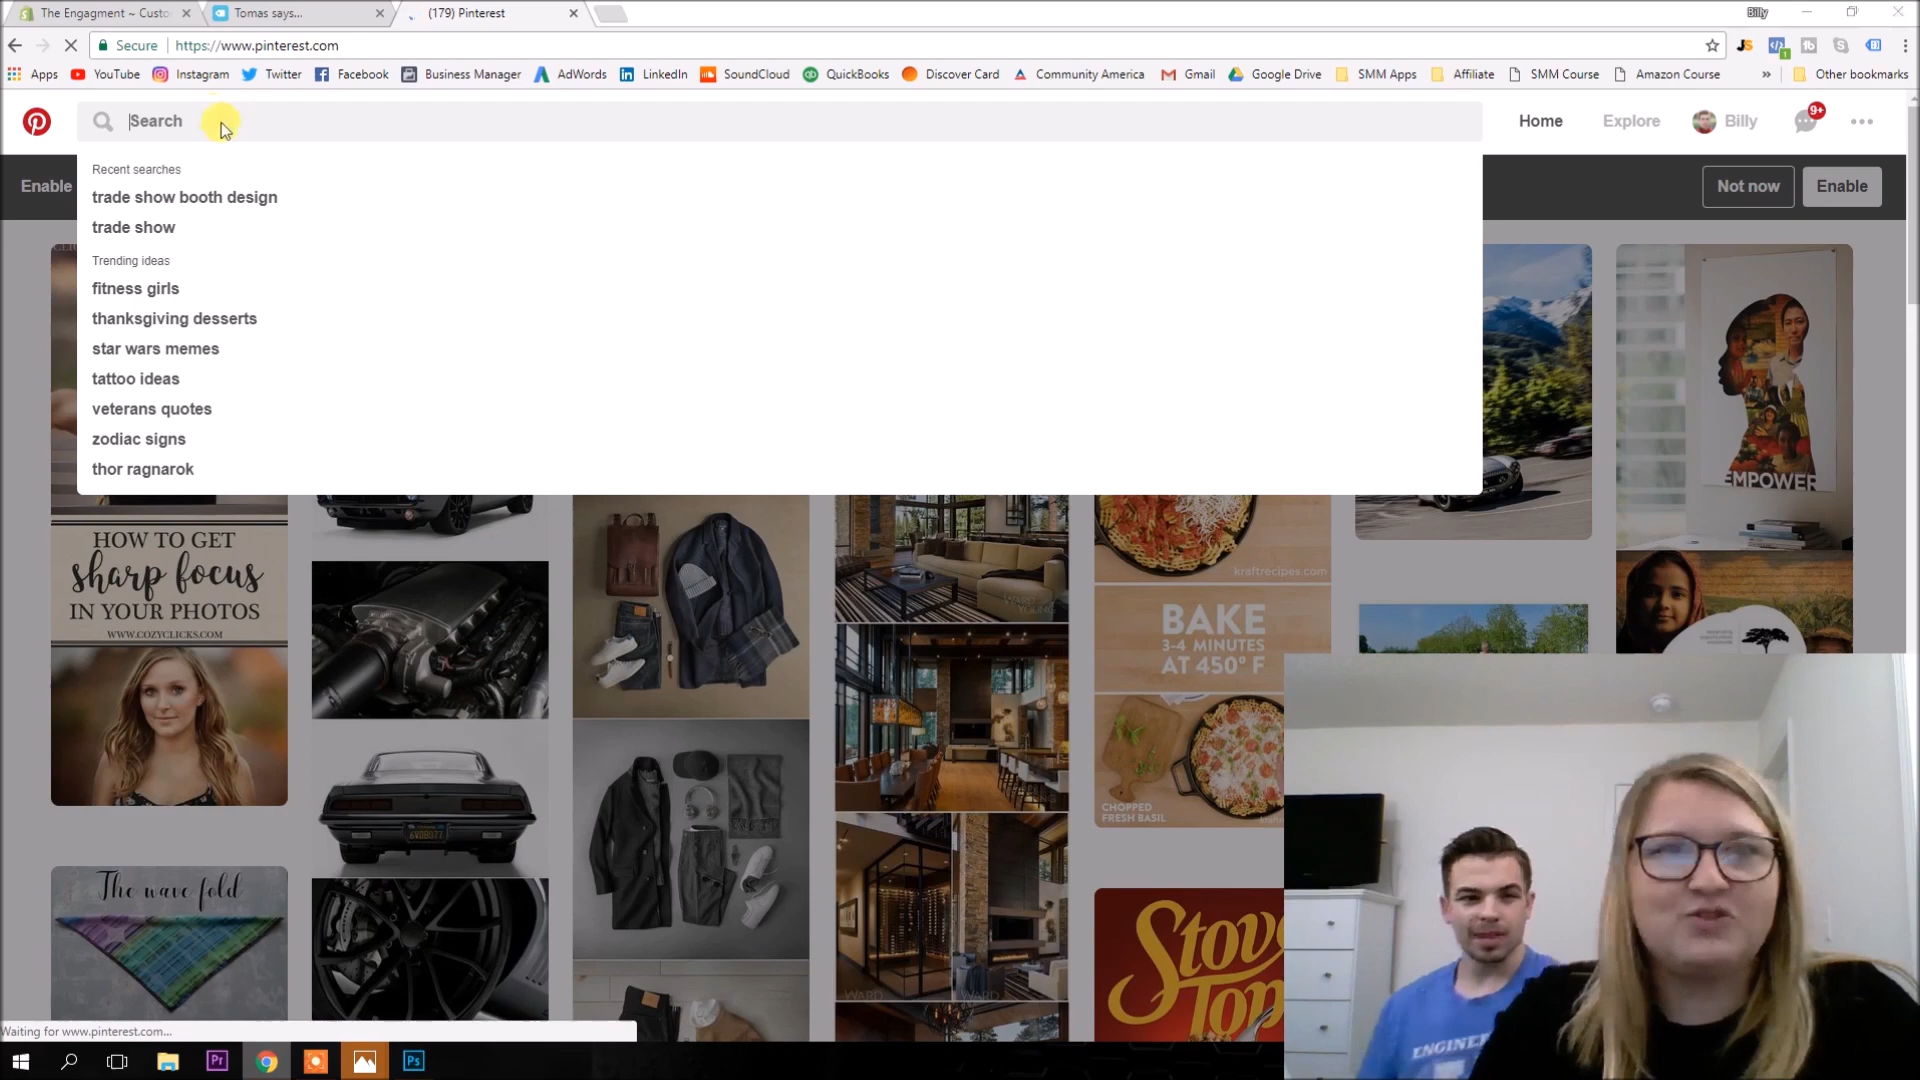 The Engagment ~ Custo
Tomas says...
(179) Pinterest
Billy
Secure
https://www.pinterest.com
Apps
YouTube
Instagram
Twitter
Facebook
Business Manager
AdWords
LinkedIn
SoundCloud
QuickBooks
Discover Card
Community America
Gmail
Google Drive
SMM Apps
Affiliate
SMM Course
Amazon Course
»
Other bookmarks
Search
Home
Explore
Billy
9+
Recent searches
trade show booth design
trade show
Trending ideas
fitness girls
thanksgiving desserts
star wars memes
tattoo ideas
veterans quotes
zodiac signs
thor ragnarok
Enable
Not now
Enable
EMPOWER
HOW TO GET
sharp focus
IN YOUR PHOTOS
WWW.COZYCLICKS.COM
kraftrecipes.com
BAKE
3-4 MINUTES
AT 450° F
CHOPPED
FRESH BASIL
The wave fold
WARD
Stov
Top
ENGINE
Waiting for www.pinterest.com...
Pr
Ps